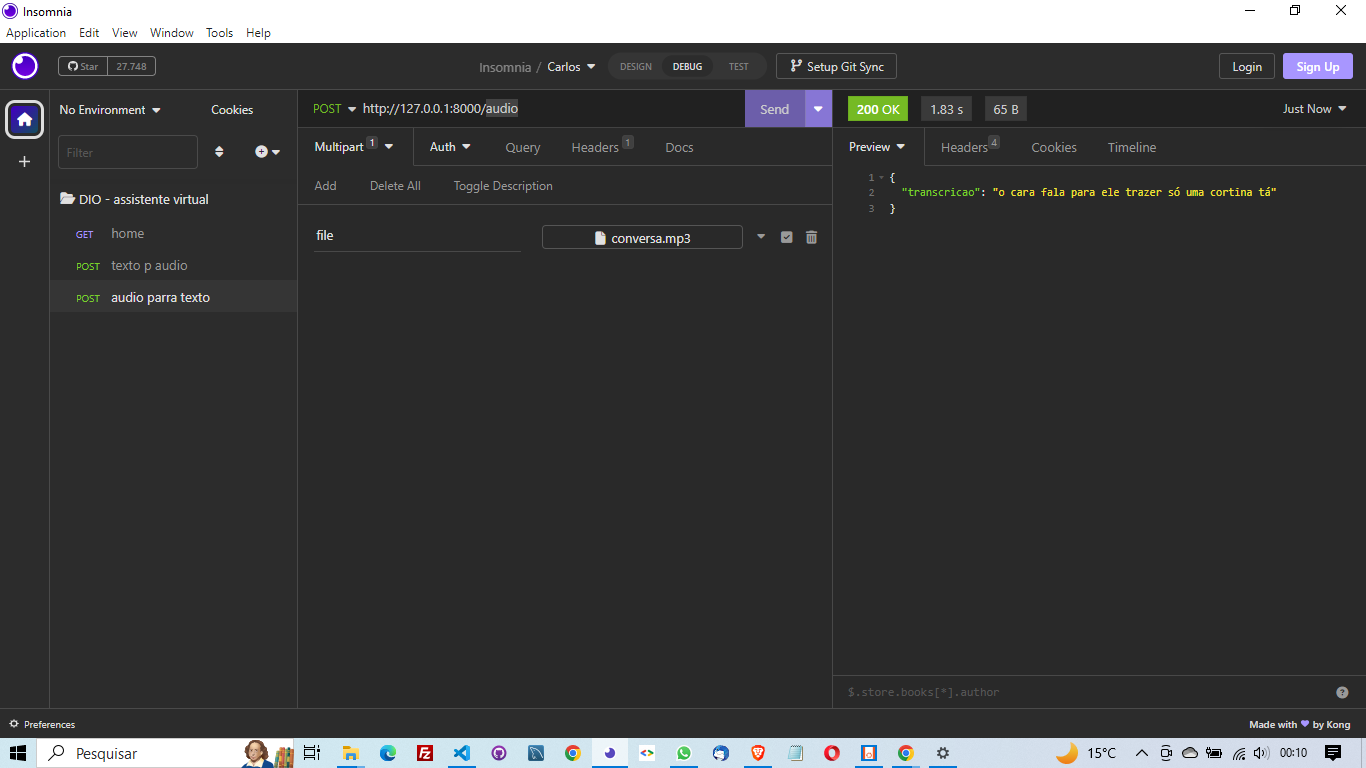 Insomnia
Application Edit View Window Tools Help
Star 27.748
Insomnia / Carlos
DESIGN DEBUG TEST
Setup Git Sync
Login Sign Up
No Environment Cookies
Filter
DIO - assistente virtual
GET home
POST texto p audio
POST audio parra texto
POST http://127.0.0.1:8000/audio
Send
Multipart 1 Auth Query Headers 1 Docs
Add Delete All Toggle Description
file conversa.mp3
200 OK 1.83 s 65 B Just Now
Preview Headers 4 Cookies Timeline
1 {
2 "transcricao": "o cara fala para ele trazer só uma cortina tá"
3 }
$.store.books[*].author
?
Preferences
Made with by Kong
Pesquisar
Fz
15°C
00:10